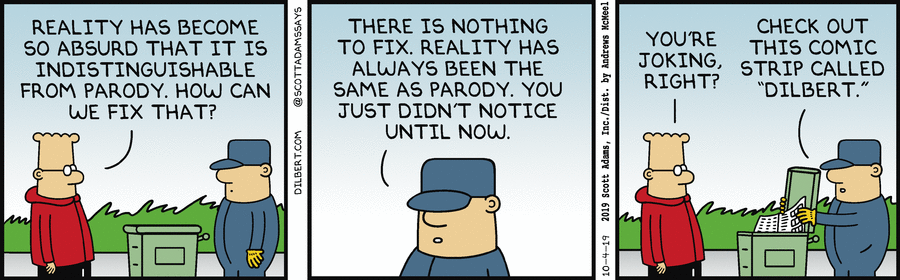 REALITY HAS BECOME
SO ABSURD THAT IT IS
INDISTINGUISHABLE
FROM PARODY. HOW CAN
WE FIX THAT?
DILBERT.COM @SCOTTADAMSSAYS
THERE IS NOTHING
TO FIX. REALITY HAS
ALWAYS BEEN THE
SAME AS PARODY. YOU
JUST DIDN'T NOTICE
UNTIL NOW.
10-4-19 2019 Scott Adams, Inc./Dist. by Andrews McMeel
YOU'RE
JOKING,
RIGHT?
CHECK OUT
THIS COMIC
STRIP CALLED
"DILBERT."